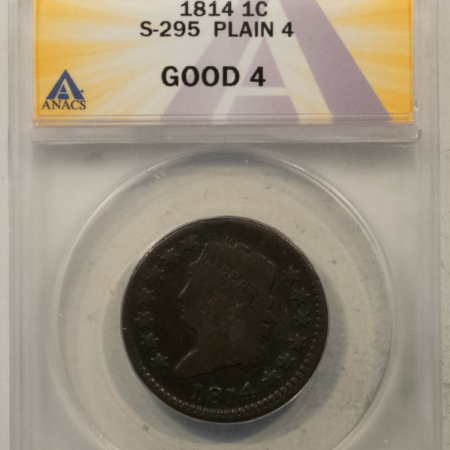 1814 1C
S-295 PLAIN 4
GOOD 4
ANACS
LIBERTY
1814